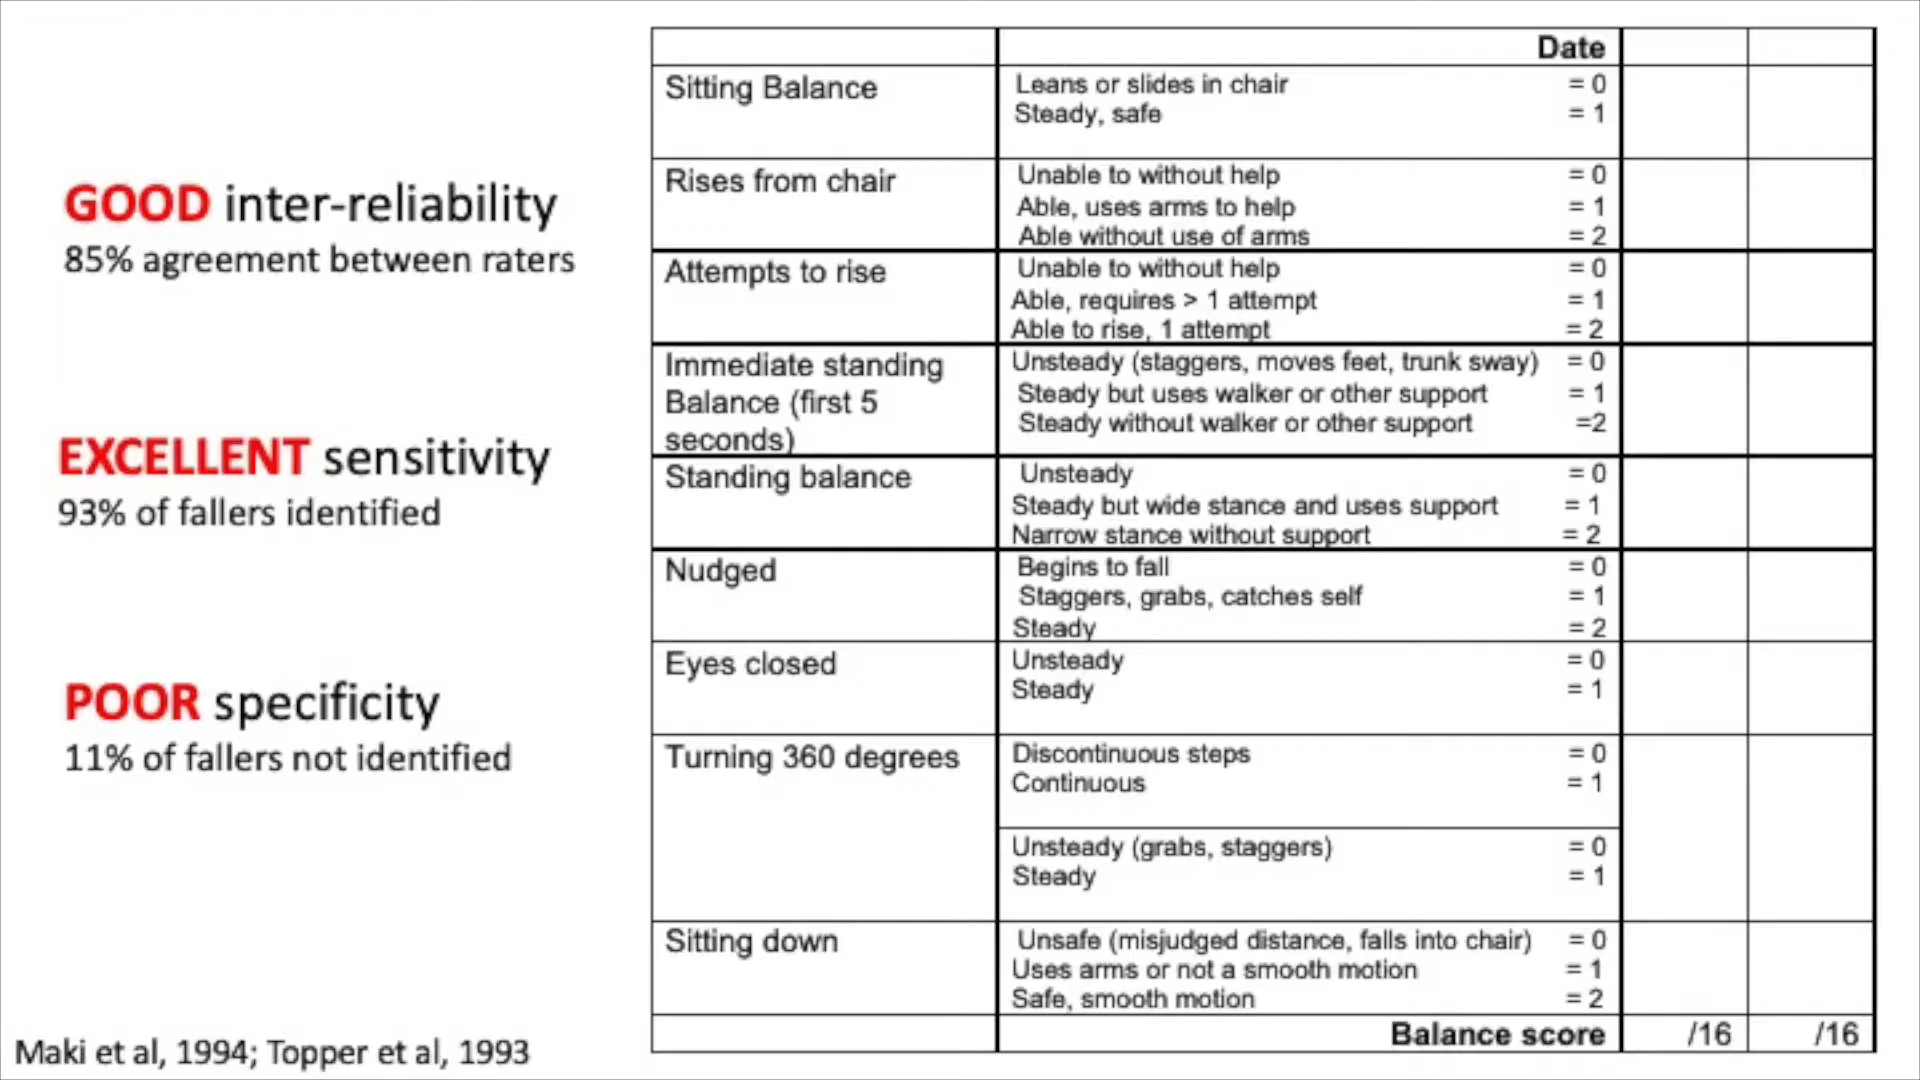 GOOD inter-reliability
85% agreement between raters
EXCELLENT sensitivity
93% of fallers identified
POOR specificity
11% of fallers not identified
Maki et al, 1994; Topper et al, 1993
Date
Sitting Balance
Leans or slides in chair = 0
Steady, safe = 1
Rises from chair
Unable to without help = 0
Able, uses arms to help = 1
Able without use of arms = 2
Attempts to rise
Unable to without help = 0
Able, requires > 1 attempt = 1
Able to rise, 1 attempt = 2
Immediate standing
Balance (first 5
seconds)
Unsteady (staggers, moves feet, trunk sway) = 0
Steady but uses walker or other support = 1
Steady without walker or other support =2
Standing balance
Unsteady = 0
Steady but wide stance and uses support = 1
Narrow stance without support = 2
Nudged
Begins to fall = 0
Staggers, grabs, catches self = 1
Steady = 2
Eyes closed
Unsteady = 0
Steady = 1
Turning 360 degrees
Discontinuous steps = 0
Continuous = 1
Unsteady (grabs, staggers) = 0
Steady = 1
Sitting down
Unsafe (misjudged distance, falls into chair) = 0
Uses arms or not a smooth motion = 1
Safe, smooth motion = 2
Balance score /16 /16